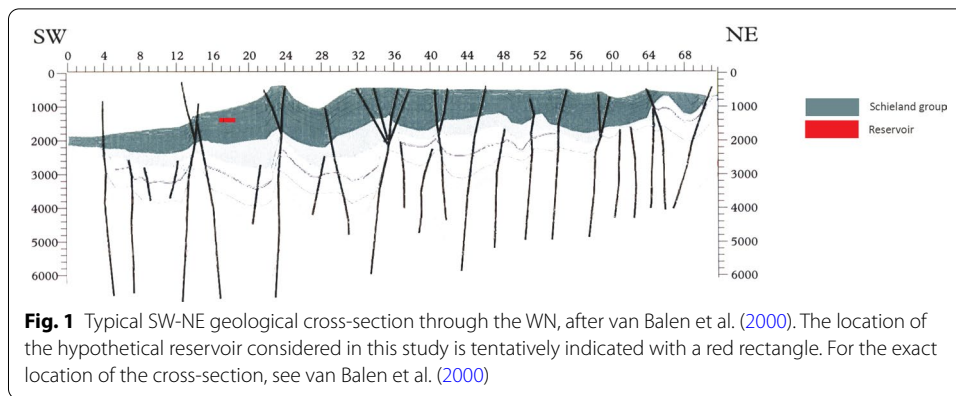 SW NE
0 4 8 12 16 20 24 28 32 36 40 44 48 52 56 60 64 68
0 0
1000 1000
Schieland group
2000 2000
Reservoir
3000 3000
4000 4000
5000 5000
6000 6000
Fig. 1 Typical SW-NE geological cross-section through the WN, after van Balen et al. (2000). The location of
the hypothetical reservoir considered in this study is tentatively indicated with a red rectangle. For the exact
location of the cross-section, see van Balen et al. (2000)